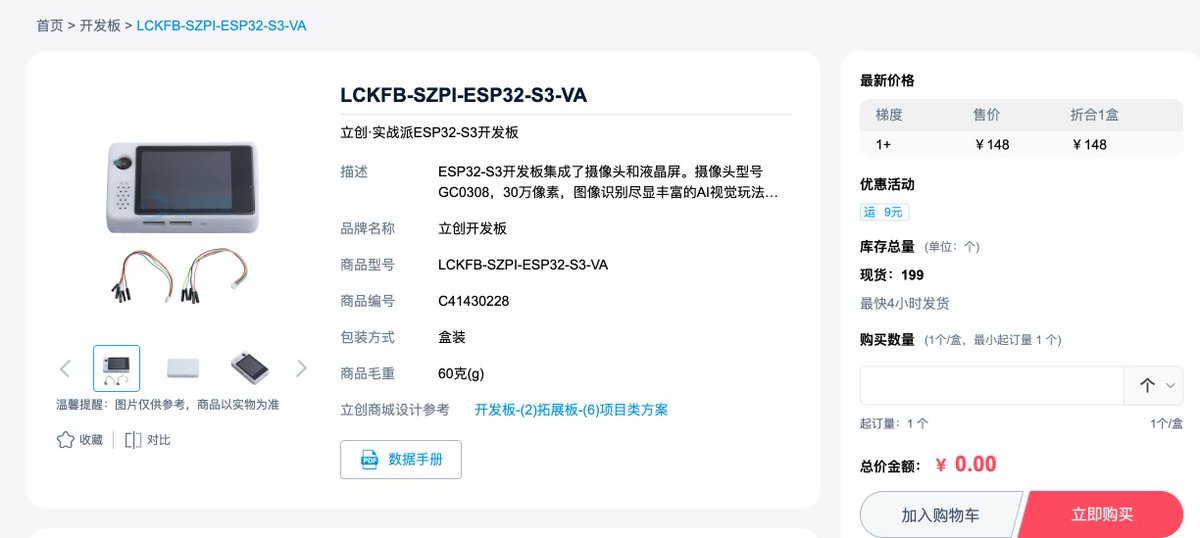 首页 > 开发板 > LCKFB-SZPI-ESP32-S3-VA
LCKFB-SZPI-ESP32-S3-VA
立创·实战派ESP32-S3开发板
描述 ESP32-S3开发板集成了摄像头和液晶屏。摄像头型号
GC0308，30万像素，图像识别尽显丰富的AI视觉玩法...
品牌名称 立创开发板
商品型号 LCKFB-SZPI-ESP32-S3-VA
商品编号 C41430228
包装方式 盒装
商品毛重 60克(g)
立创商城设计参考 开发板-(2)拓展板-(6)项目类方案
PDF 数据手册
温馨提醒：图片仅供参考，商品以实物为准
收藏 对比
最新价格
梯度 售价 折合1盒
1+ ￥148 ￥148
优惠活动
运 9元
库存总量 (单位：个)
现货：199
最快4小时发货
购买数量 (1个/盒，最小起订量 1 个)
个
起订量：1 个 1个/盒
总价金额： ￥ 0.00
加入购物车 立即购买